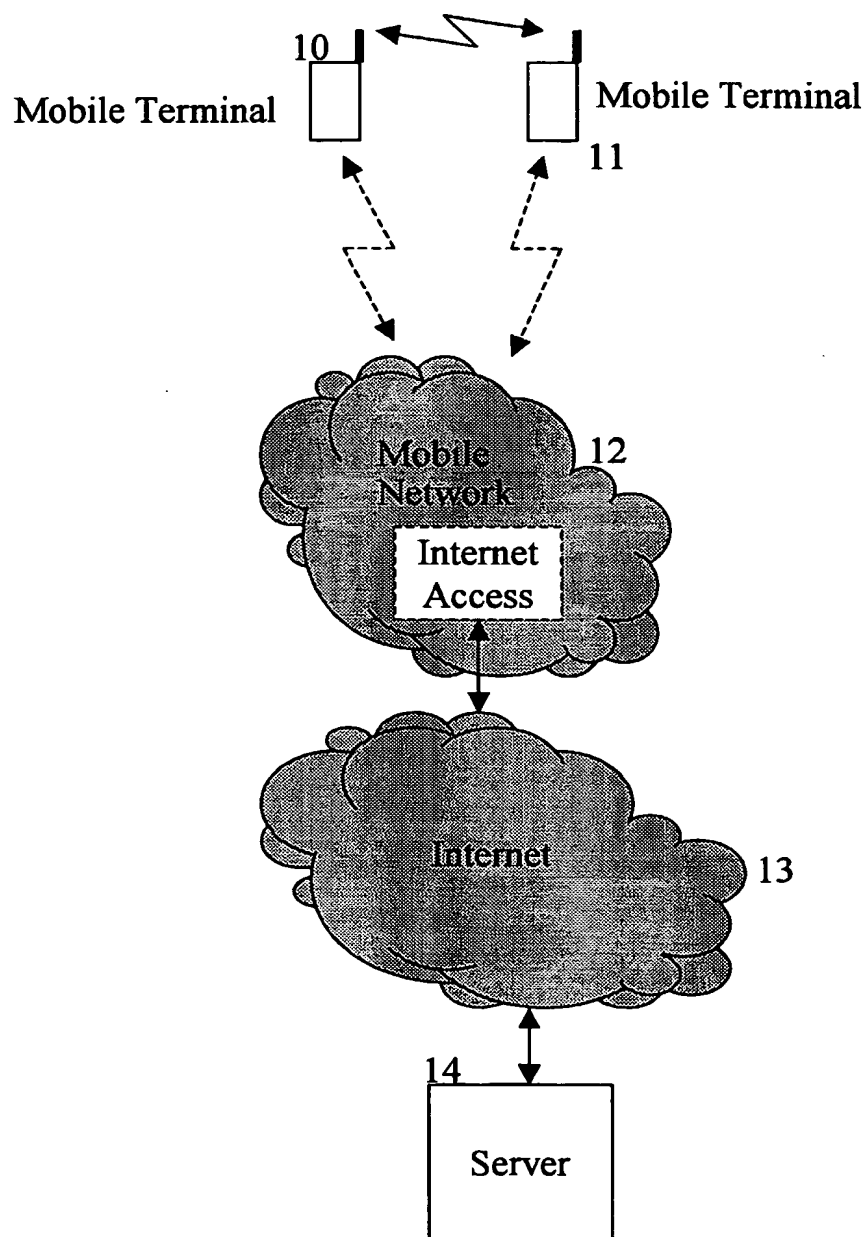 10
Mobile Terminal
Mobile Terminal
11
12
Mobile
Network
Internet
Access
Internet
13
14
Server